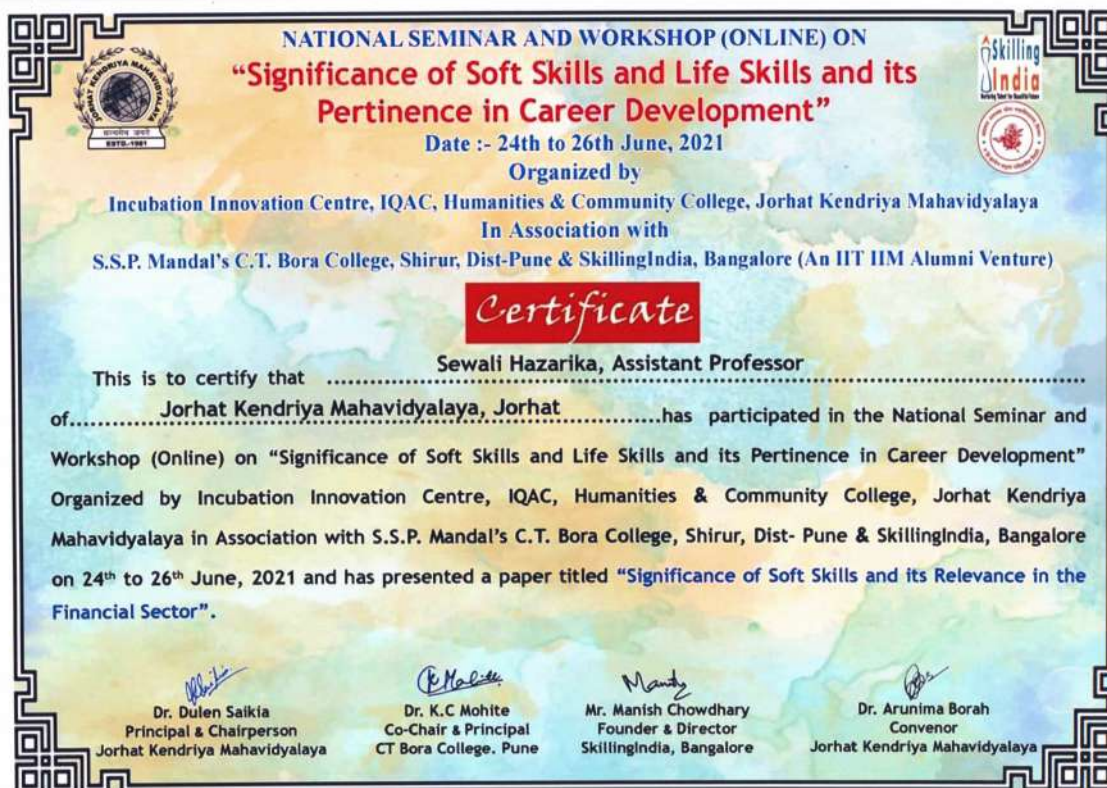 NATIONAL SEMINAR AND WORKSHOP (ONLINE) ON
“Significance of Soft Skills and Life Skills and its
Pertinence in Career Development”
Date :- 24th to 26th June, 2021
Organized by
Incubation Innovation Centre, IQAC, Humanities & Community College, Jorhat Kendriya Mahavidyalaya
In Association with
S.S.P. Mandal’s C.T. Bora College, Shirur, Dist-Pune & SkillingIndia, Bangalore (An IIT IIM Alumni Venture)
JORHAT KENDRIYA MAHAVIDYALAYA
ESTD.-1981
Skilling
India
Certificate
This is to certify that Sewali Hazarika, Assistant Professor
of Jorhat Kendriya Mahavidyalaya, Jorhat has participated in the National Seminar and
Workshop (Online) on “Significance of Soft Skills and Life Skills and its Pertinence in Career Development”
Organized by Incubation Innovation Centre, IQAC, Humanities & Community College, Jorhat Kendriya
Mahavidyalaya in Association with S.S.P. Mandal’s C.T. Bora College, Shirur, Dist- Pune & SkillingIndia, Bangalore
on 24th to 26th June, 2021 and has presented a paper titled “Significance of Soft Skills and its Relevance in the
Financial Sector”.
Dr. Dulen Saikia
Principal & Chairperson
Jorhat Kendriya Mahavidyalaya
Dr. K.C Mohite
Co-Chair & Principal
CT Bora College. Pune
Mr. Manish Chowdhary
Founder & Director
SkillingIndia, Bangalore
Dr. Arunima Borah
Convenor
Jorhat Kendriya Mahavidyalaya